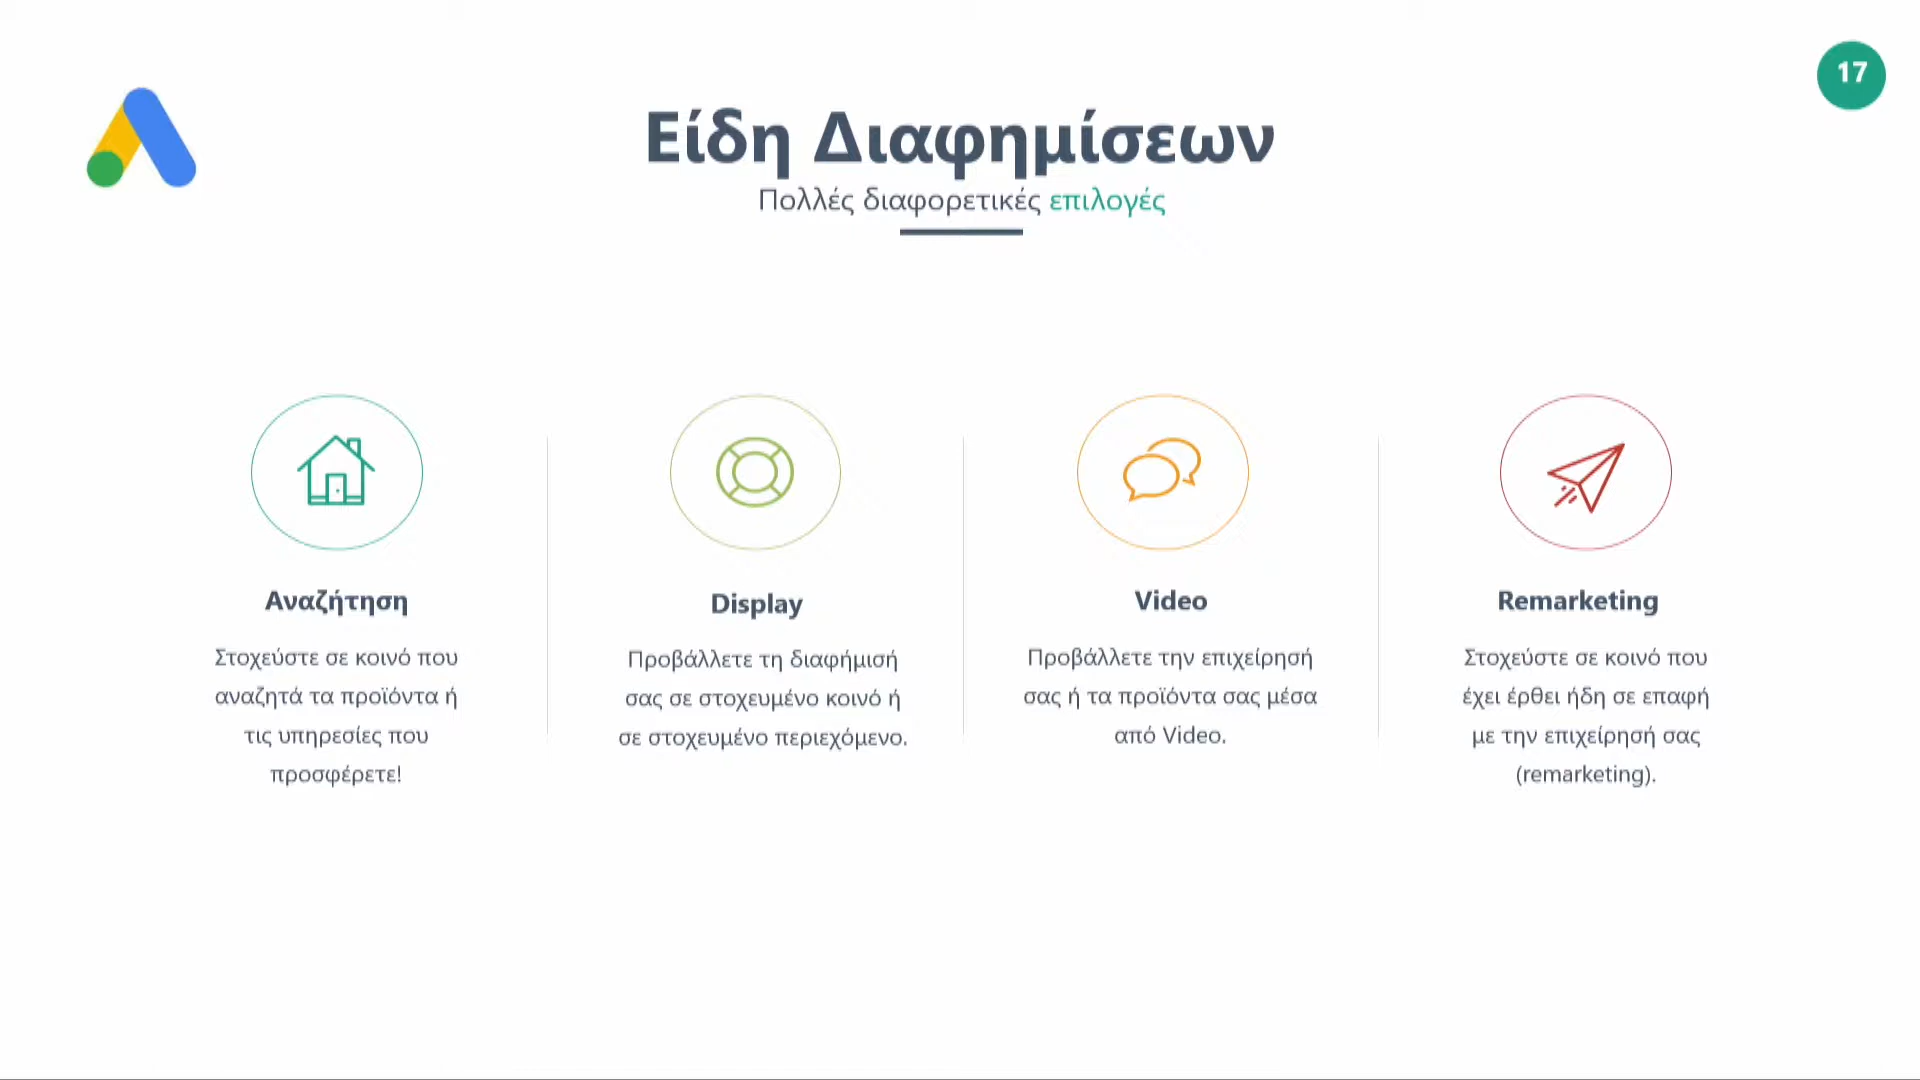 17
Είδη Διαφημίσεων
Πολλές διαφορετικές επιλογές
Αναζήτηση
Στοχεύστε σε κοινό που
αναζητά τα προϊόντα ή
τις υπηρεσίες που
προσφέρετε!
Display
Προβάλλετε τη διαφήμισή
σας σε στοχευμένο κοινό ή
σε στοχευμένο περιεχόμενο.
Video
Προβάλλετε την επιχείρησή
σας ή τα προϊόντα σας μέσα
από Video.
Remarketing
Στοχεύστε σε κοινό που
έχει έρθει ήδη σε επαφή
με την επιχείρησή σας
(remarketing).